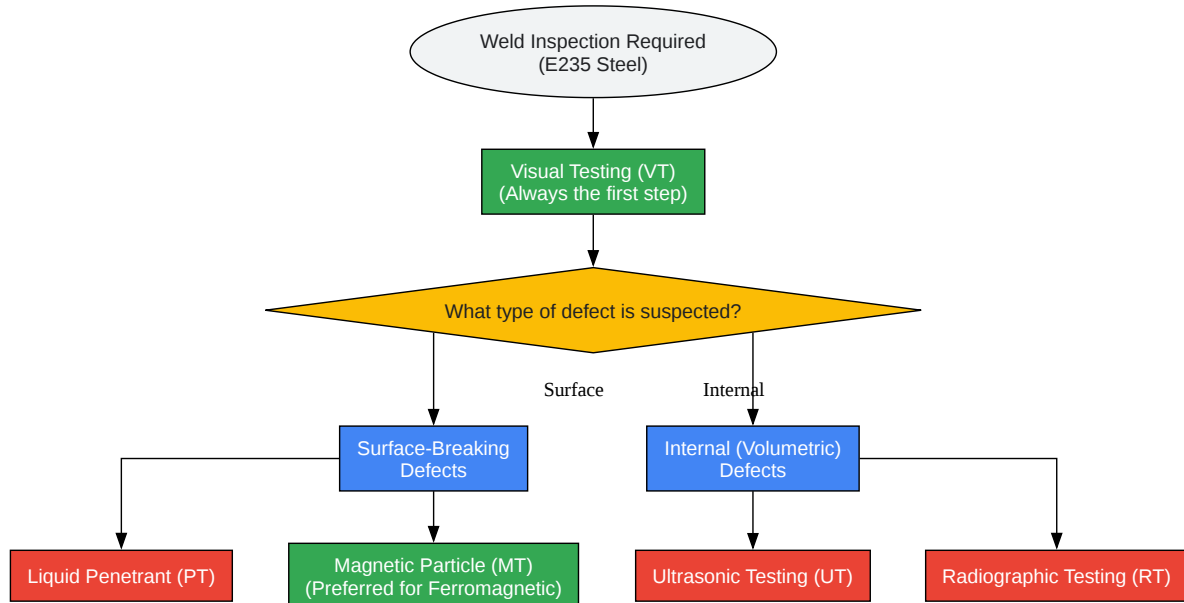 Weld Inspection Required
(E235 Steel)
Visual Testing (VT)
(Always the first step)
What type of defect is suspected?
Surface
Internal
Surface-Breaking
Defects
Internal (Volumetric)
Defects
Liquid Penetrant (PT)
Magnetic Particle (MT)
(Preferred for Ferromagnetic)
Ultrasonic Testing (UT)
Radiographic Testing (RT)